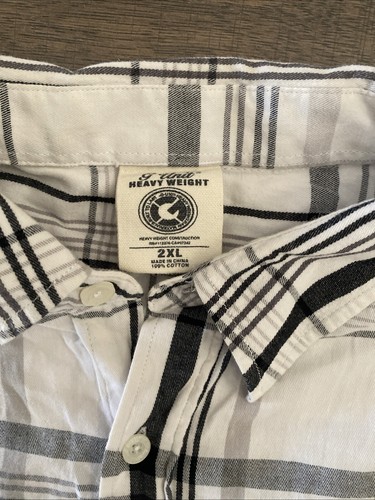 G-Unit
HEAVY WEIGHT
HEAVY WEIGHT CONSTRUCTION
2XL
MADE IN CHINA
100% COTTON